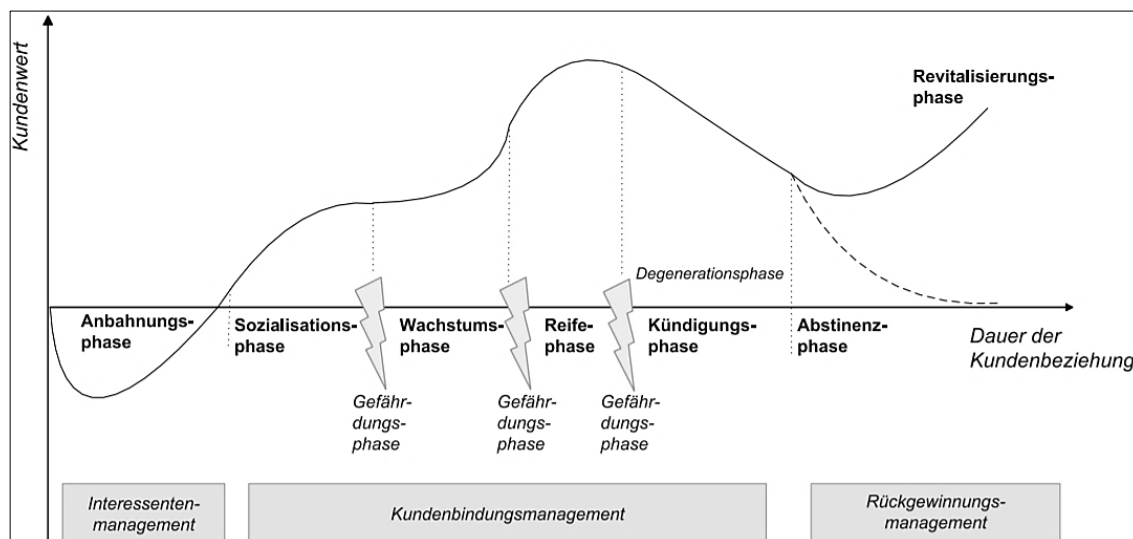 Kundenwert
Revitalisierungs-
phase
Degenerationsphase
Anbahnungs-
phase
Sozialisations-
phase
Wachstums-
phase
Reife-
phase
Kündigungs-
phase
Abstinenz-
phase
Dauer der
Kundenbeziehung
Gefähr-
dungs-
phase
Gefähr-
dungs-
phase
Gefähr-
dungs-
phase
Interessenten-
management
Kundenbindungsmanagement
Rückgewinnungs-
management